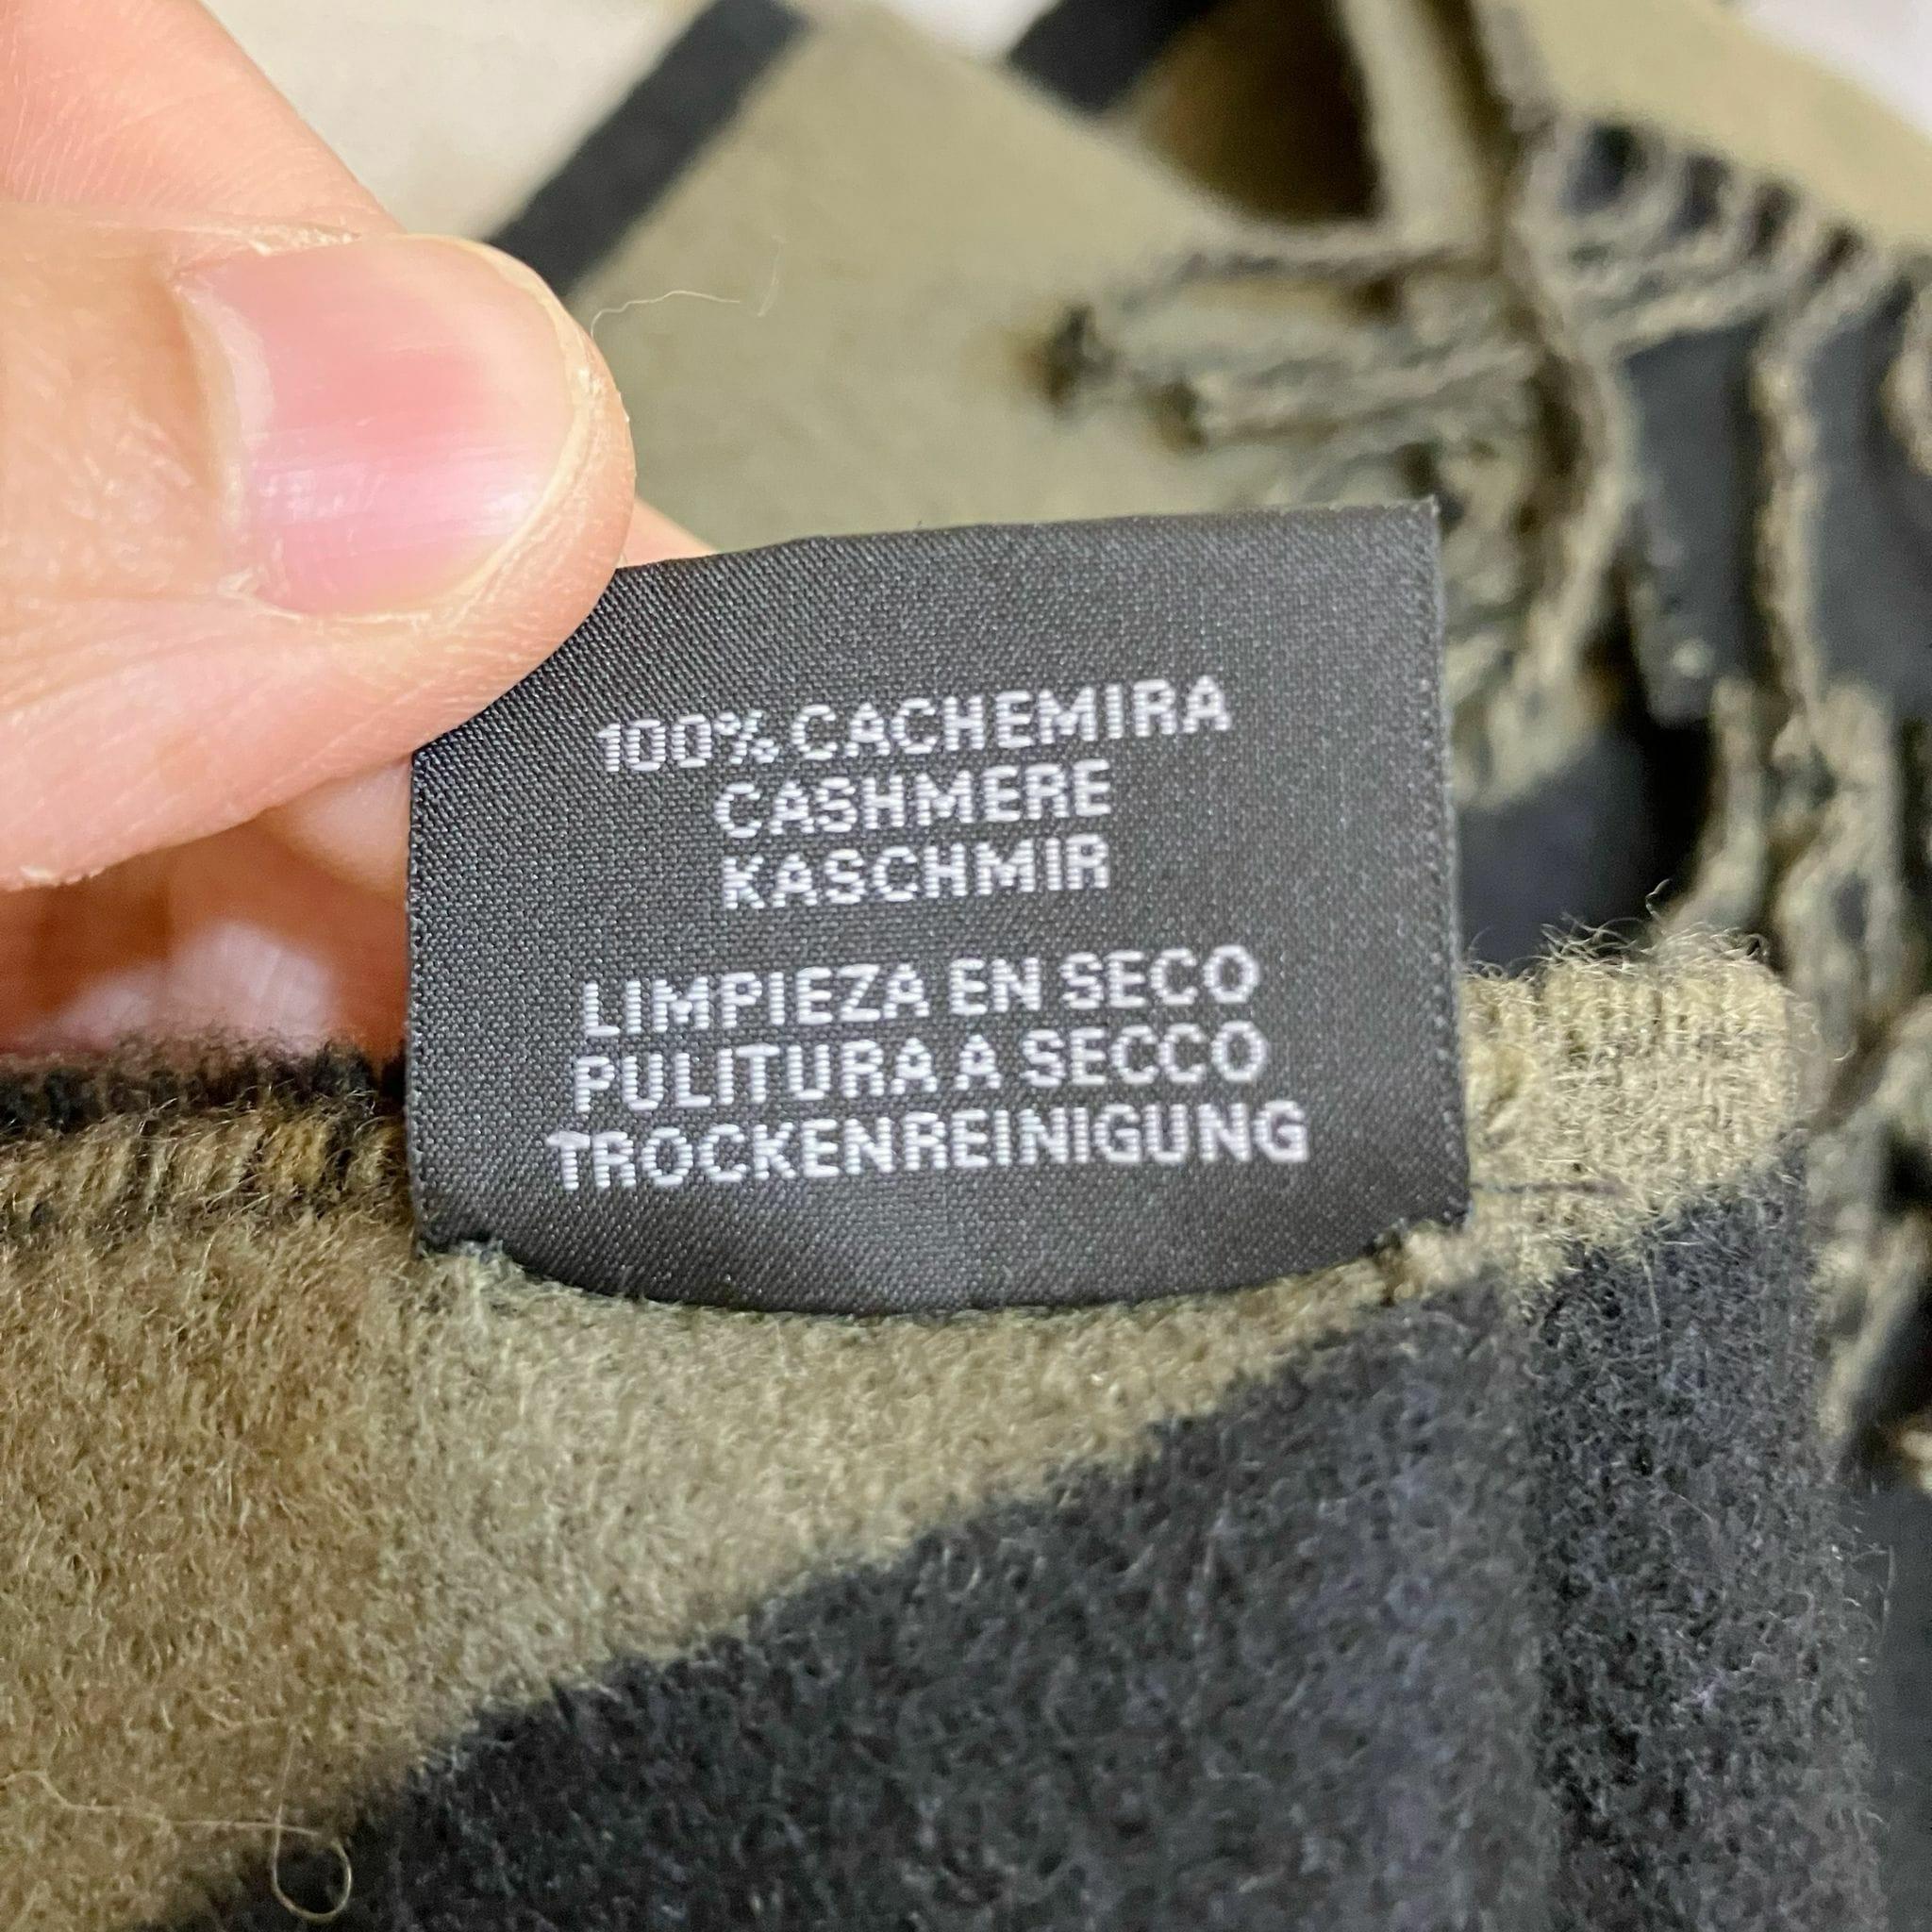 100% CACHEMIRA
CASHMERE
KASCHMIR
LIMPIEZA EN SECO
PULITURA A SECCO
TROCKENREINIGUNG